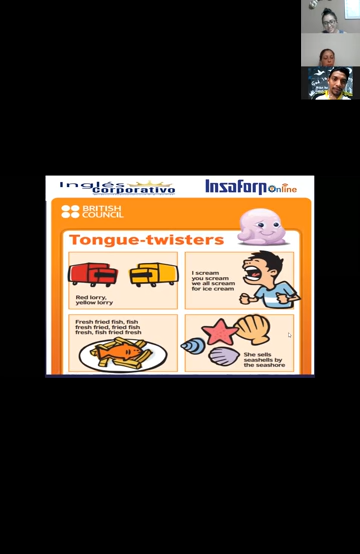 Inglés
corporativo
Insaforp
Online
BRITISH
COUNCIL
Tongue-twisters
Red lorry,
yellow lorry
I scream
you scream
we all scream
for ice cream
Fresh fried fish, fish
fresh fried, fried fish
fresh, fish fried fresh
She sells
seashells by
the seashore